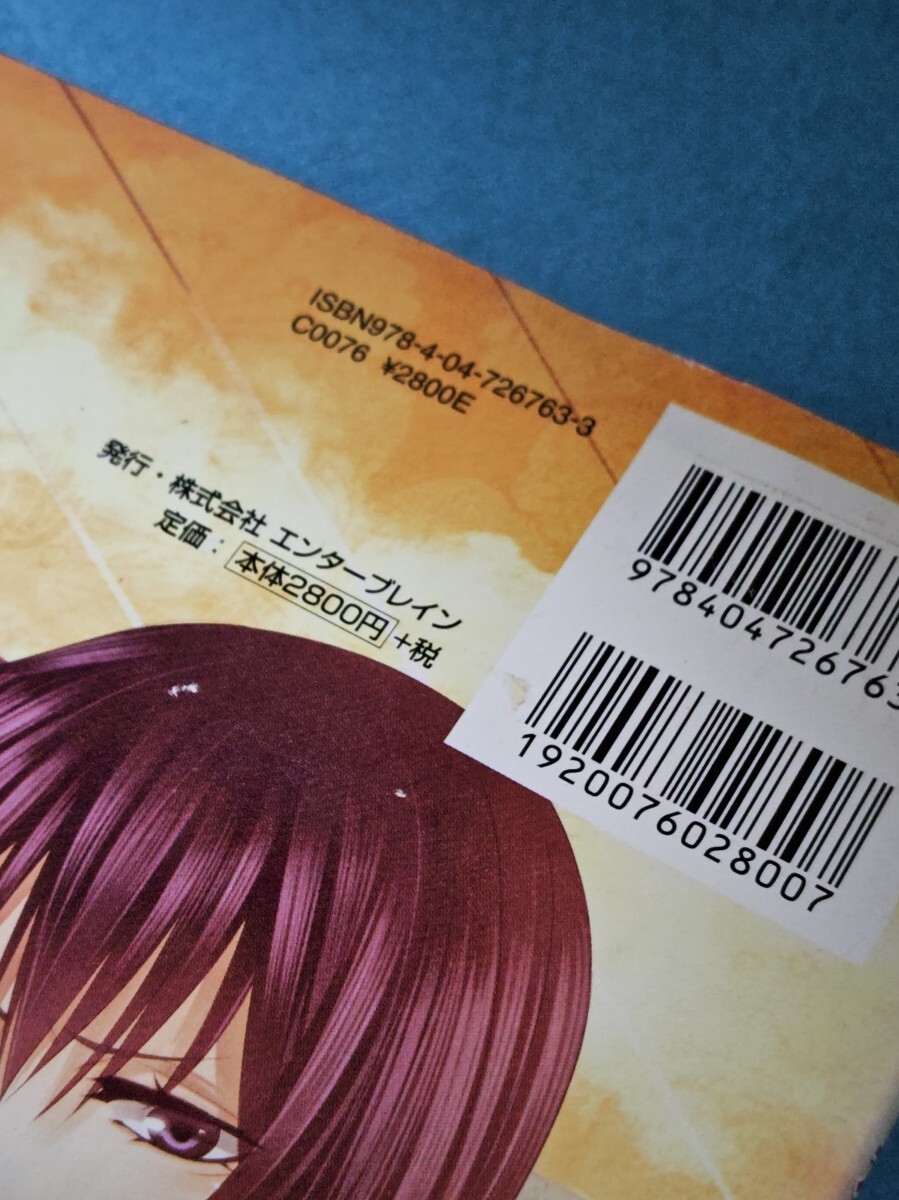 ISBN978-4-04-726763-3
C0076 ¥2800E
発行・株式会社 エンターブレイン
定価: 本体2800円 +税
978404726763
1920076028007